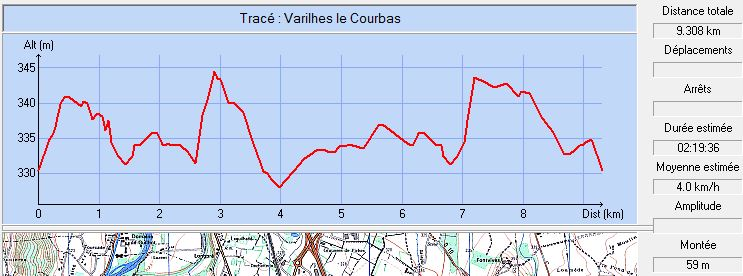 Tracé : Varilhes le Courbas
Alt (m)
345
340
335
330
0 1 2 3 4 5 6 7 8 Dist (km)
Distance totale
9.308 km
Déplacements
Arrêts
Durée estimée
02:19:36
Moyenne estimée
4.0 km/h
Amplitude
Montée
59 m